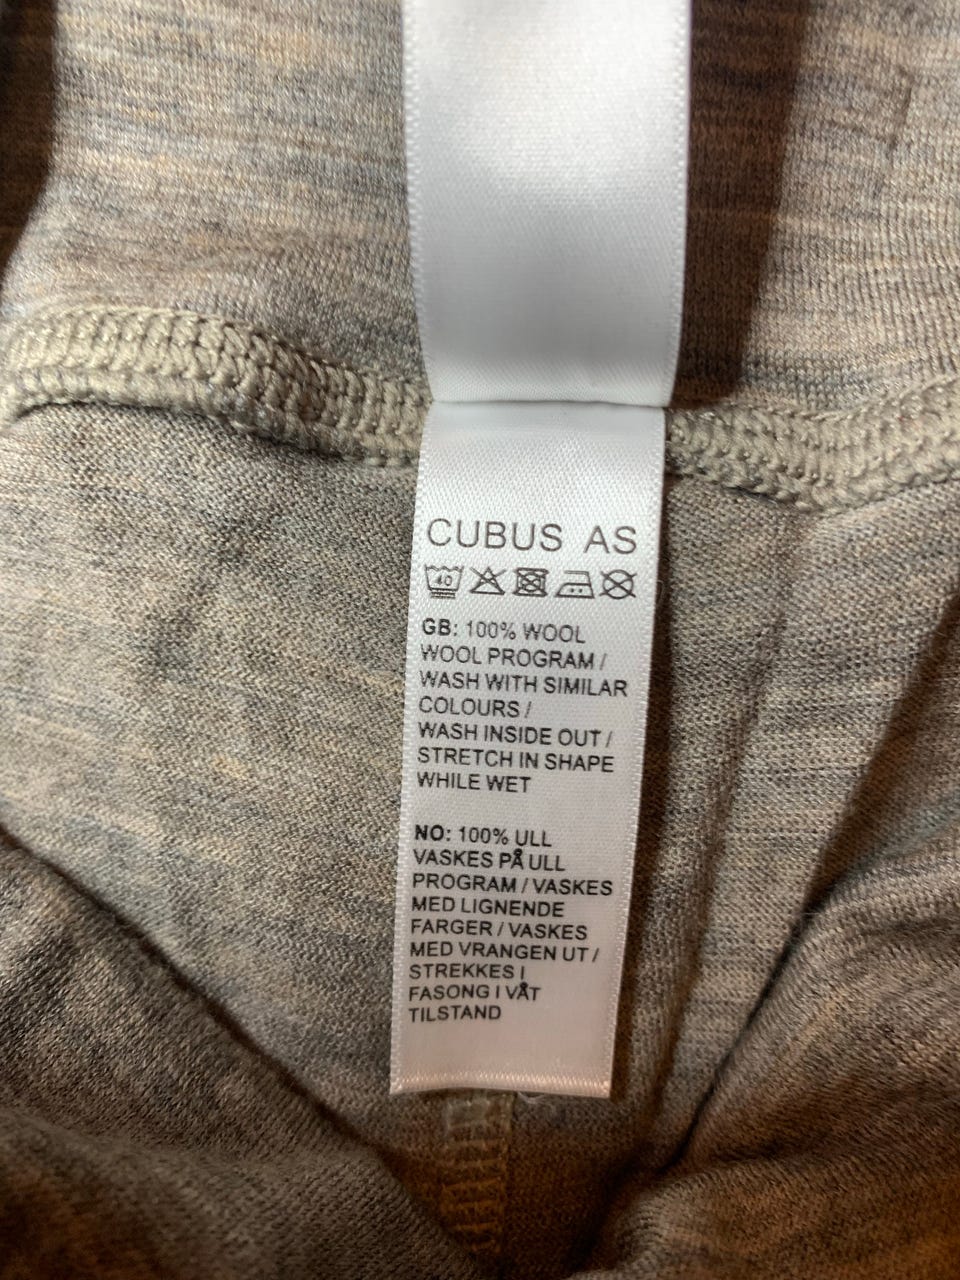 CUBUS AS
40
GB: 100% WOOL
WOOL PROGRAM /
WASH WITH SIMILAR
COLOURS /
WASH INSIDE OUT /
STRETCH IN SHAPE
WHILE WET
NO: 100% ULL
VASKES PÅ ULL
PROGRAM / VASKES
MED LIGNENDE
FARGER / VASKES
MED VRANGEN UT /
STREKKES I
FASONG I VÅT
TILSTAND